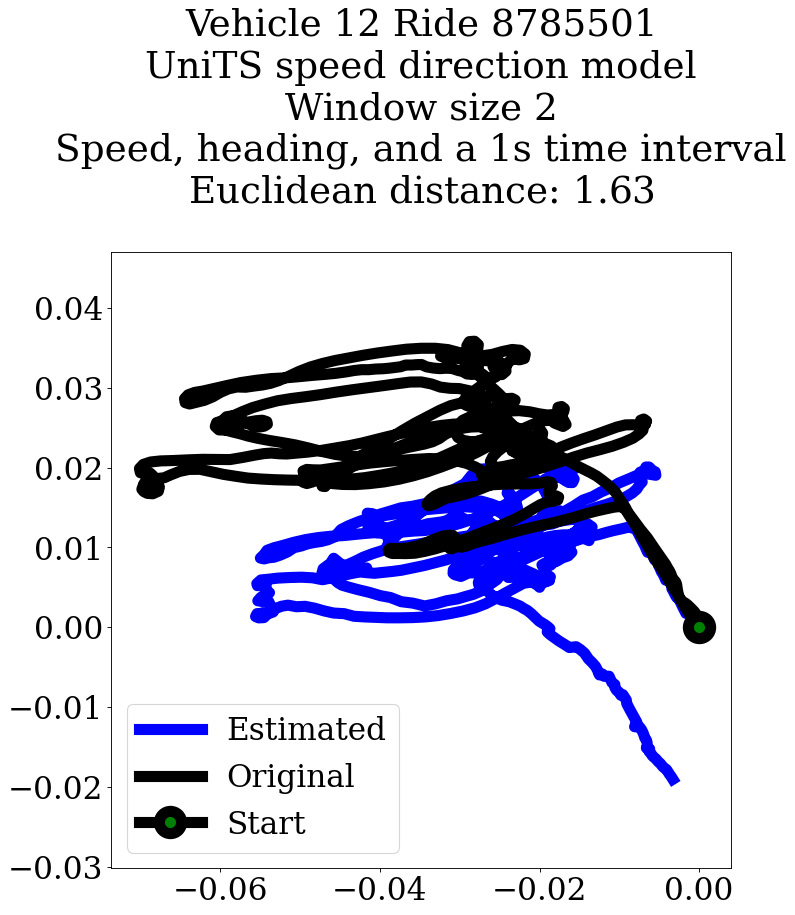 Vehicle 12 Ride 8785501
UniTS speed direction model
Window size 2
Speed, heading, and a 1s time interval
Euclidean distance: 1.63
0.04
0.03
0.02
0.01
0.00
−0.01
−0.02
−0.03
Estimated
Original
Start
−0.06
−0.04
−0.02
0.00